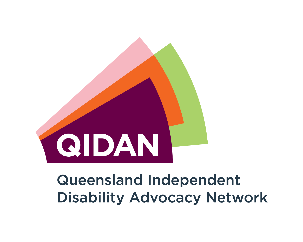 QIDAN
Queensland Independent
Disability Advocacy Network